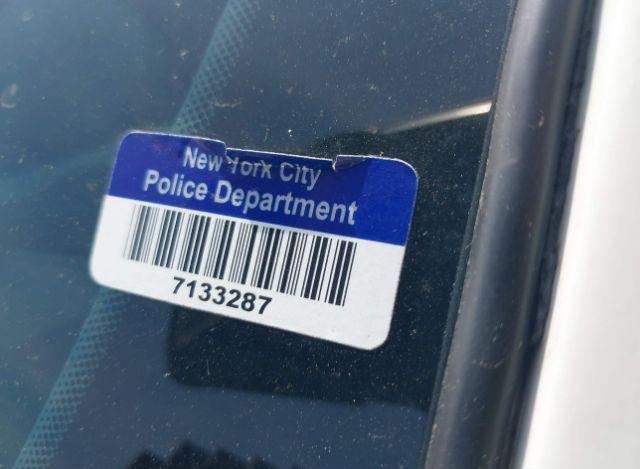 New York City
Police Department
7133287